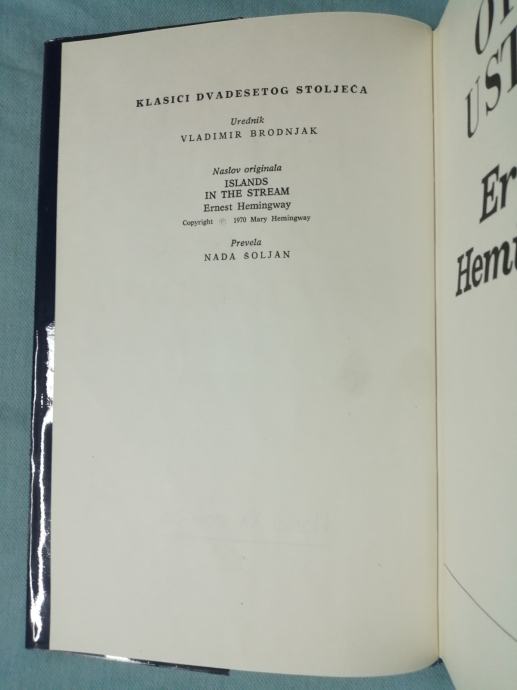 KLASICI DVADESETOG STOLJEĆA
Urednik
VLADIMIR BRODNJAK
Naslov originala
ISLANDS
IN THE STREAM
Ernest Hemingway
Copyright © 1970 Mary Hemingway
Prevela
NADA ŠOLJAN